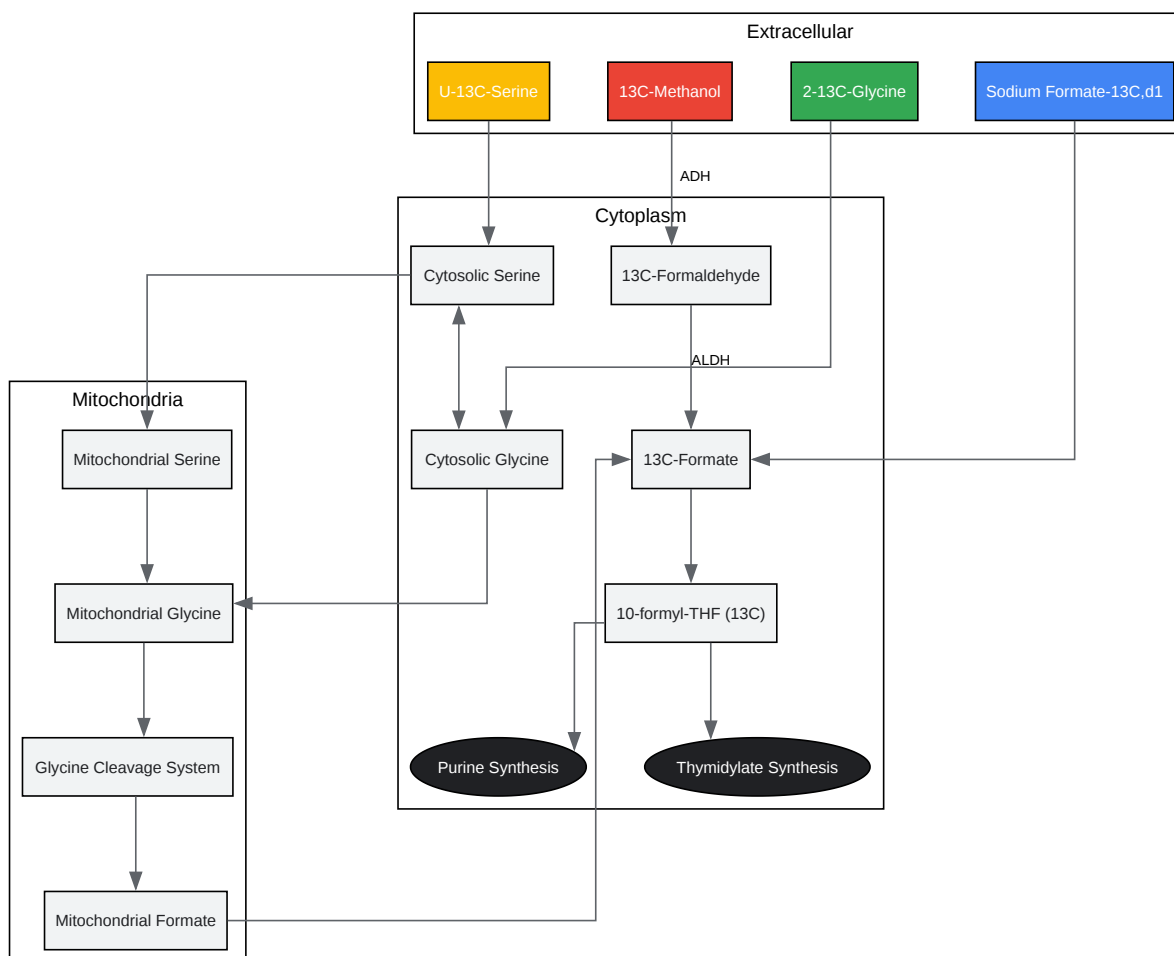 Extracellular
U-13C-Serine
13C-Methanol
2-13C-Glycine
Sodium Formate-13C,d1
ADH
Cytoplasm
Cytosolic Serine
13C-Formaldehyde
ALDH
Mitochondria
Mitochondrial Serine
Cytosolic Glycine
13C-Formate
Mitochondrial Glycine
10-formyl-THF (13C)
Glycine Cleavage System
Purine Synthesis
Thymidylate Synthesis
Mitochondrial Formate